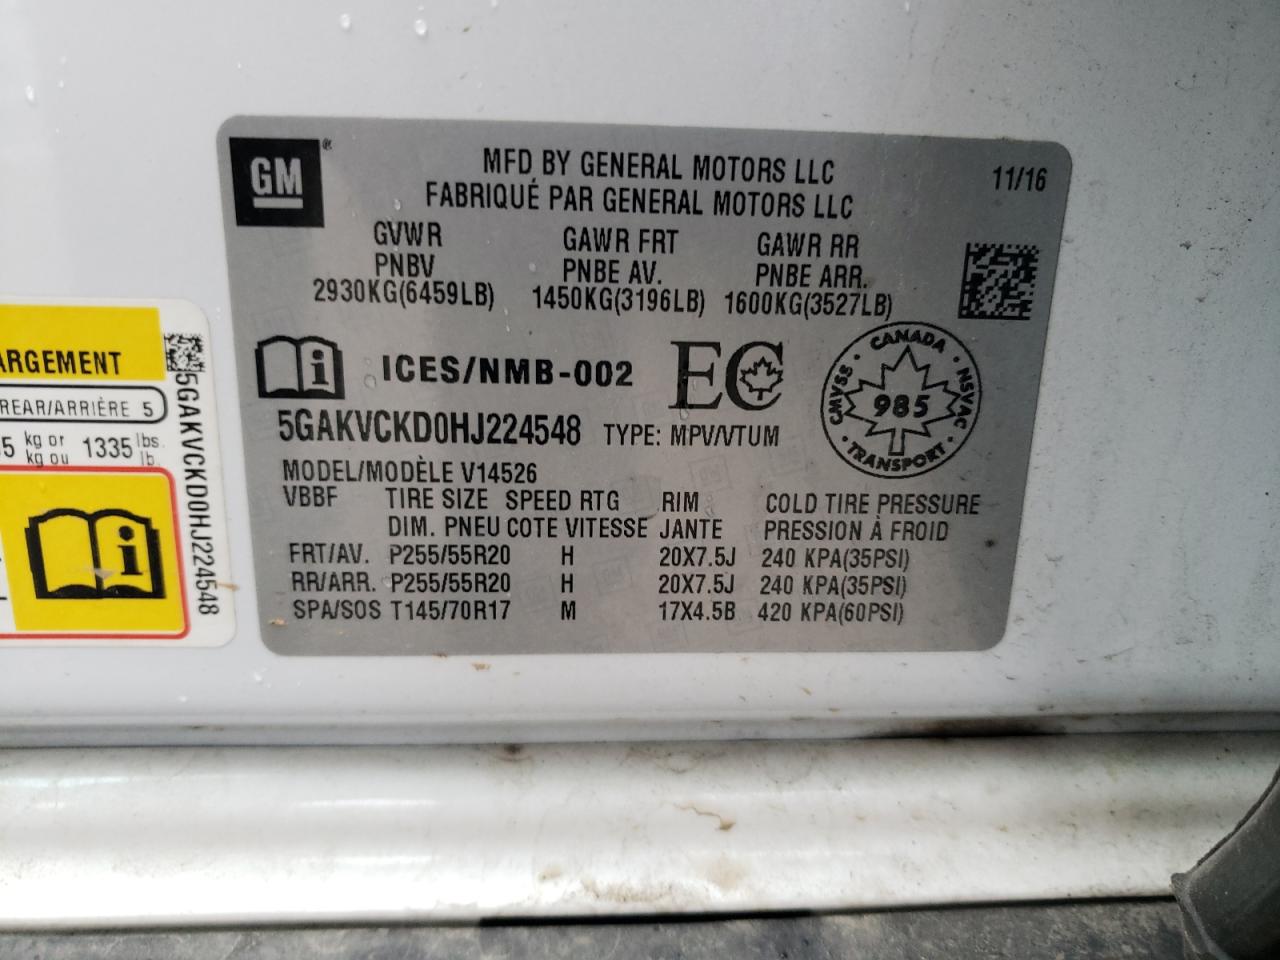 GM
MFD BY GENERAL MOTORS LLC
FABRIQUÉ PAR GENERAL MOTORS LLC
11/16
GVWR GAWR FRT GAWR RR
PNBV PNBE AV. PNBE ARR.
2930KG(6459LB) 1450KG(3196LB) 1600KG(3527LB)
i ICES/NMB-002 EC
CANADA
CMVSS 985 NSVAC
TRANSPORT
5GAKVCKD0HJ224548 TYPE: MPV/VTUM
MODEL/MODÈLE V14526
VBBF TIRE SIZE SPEED RTG RIM COLD TIRE PRESSURE
DIM. PNEU COTE VITESSE JANTE PRESSION À FROID
FRT/AV. P255/55R20 H 20X7.5J 240 KPA(35PSI)
RR/ARR. P255/55R20 H 20X7.5J 240 KPA(35PSI)
SPA/SOS T145/70R17 M 17X4.5B 420 KPA(60PSI)
ARGEMENT
REAR/ARRIÈRE 5
5 kg or 1335 lbs.
kg ou lb.
i
5GAKVCKD0HJ224548